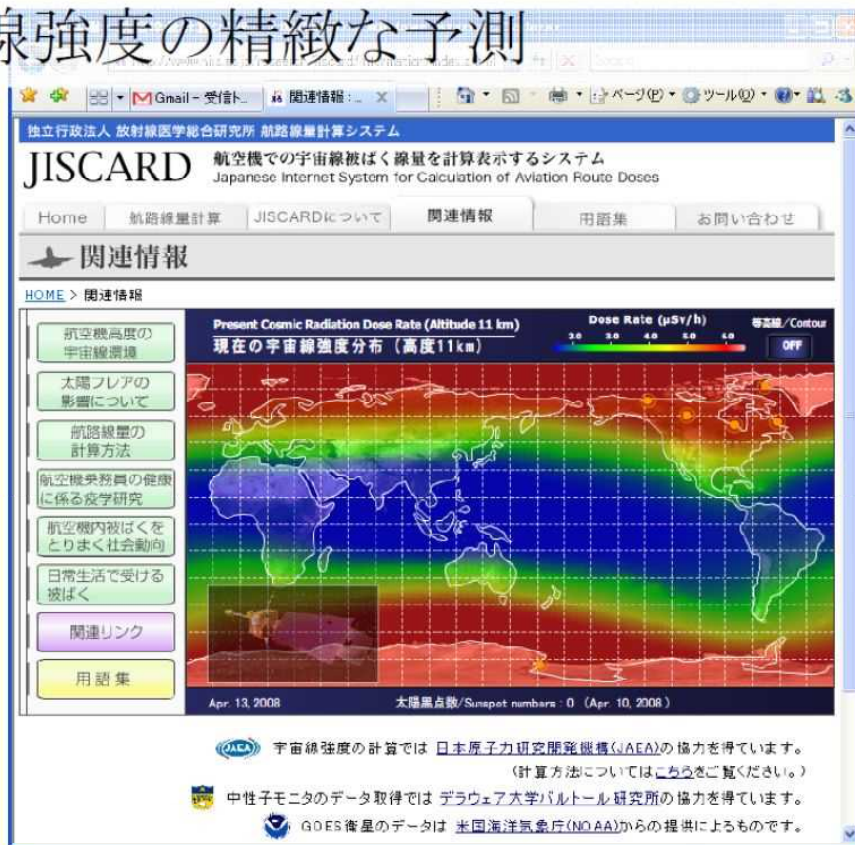 線強度の精緻な予測
Gmail - 受信ト...
関連情報 : ...
ページ(P)
ツール(O)
独立行政法人 放射線医学総合研究所 航路線量計算システム
JISCARD
航空機での宇宙線被ばく線量を計算表示するシステム
Japanese Internet System for Calculation of Aviation Route Doses
Home
航路線量計算
JISCARDについて
関連情報
用語集
お問い合わせ
関連情報
HOME > 関連情報
航空機高度の
宇宙線環境
太陽フレアの
影響について
航路線量の
計算方法
航空機乗務員の健康
に係る疫学研究
航空機内被ばくを
とりまく社会動向
日常生活で受ける
被ばく
関連リンク
用語集
Present Cosmic Radiation Dose Rate (Altitude 11 km)
現在の宇宙線強度分布(高度11km)
Dose Rate (μSv/h)
2.0 3.0 4.0 5.0 6.0
等高線/Contour
OFF
Apr. 13, 2008
太陽黒点数/Sunspot numbers : 0 (Apr. 10, 2008)
JAEA
宇宙線強度の計算では 日本原子力研究開発機構(JAEA)の協力を得ています。
(計算方法についてはこちらをご覧ください。)
中性子モニタのデータ取得では デラウェア大学バルトール研究所の協力を得ています。
GOES衛星のデータは 米国海洋気象庁(NOAA)からの提供によるものです。